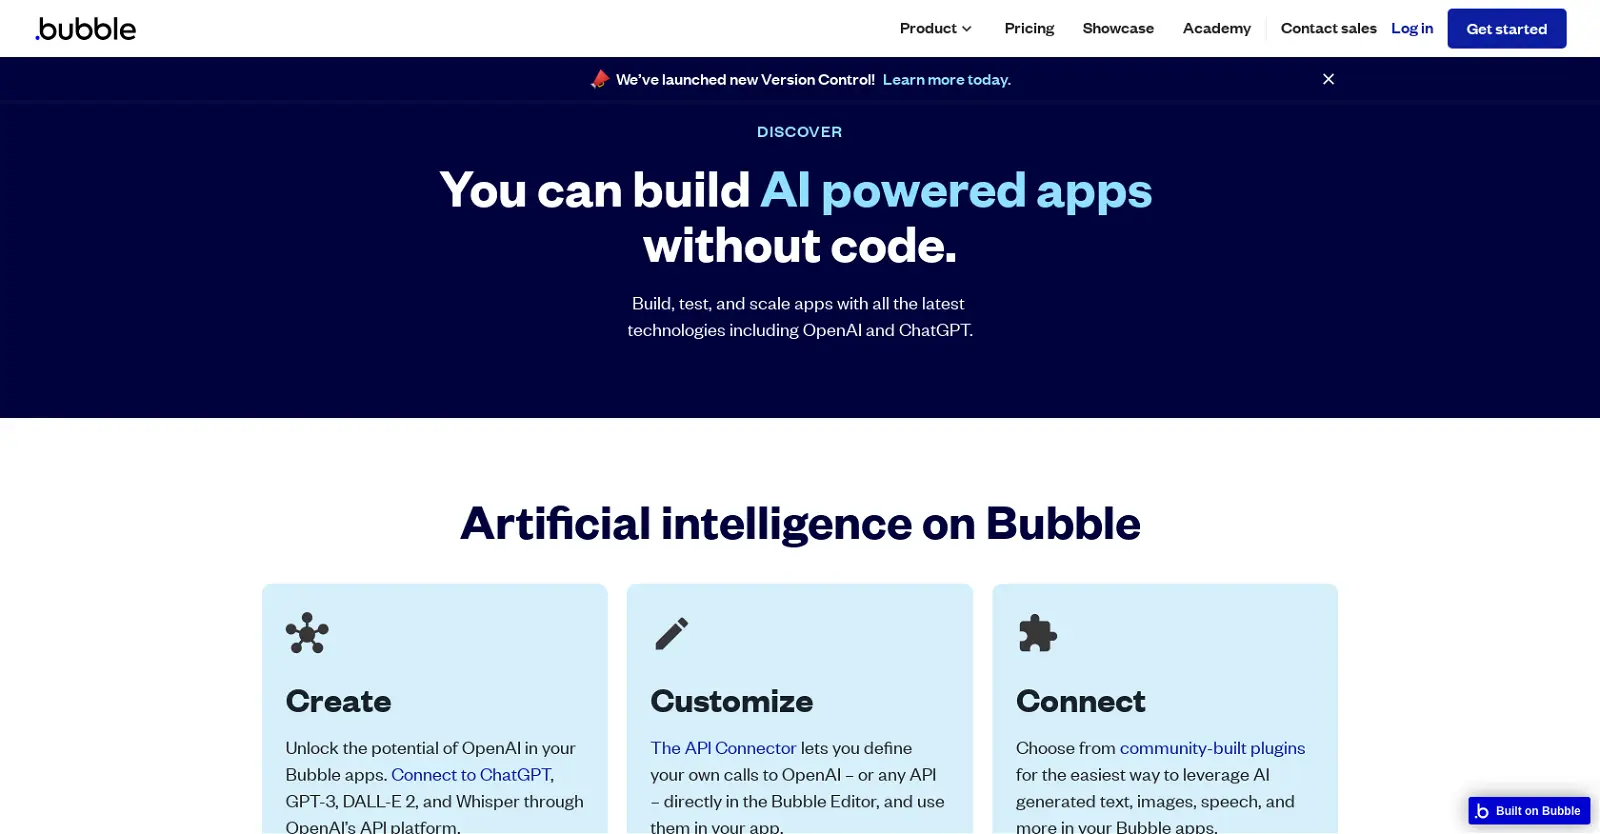 .bubble
Product
Pricing
Showcase
Academy
Contact sales
Log in
Get started
We've launched new Version Control! Learn more today.
DISCOVER
You can build AI powered apps
without code.
Build, test, and scale apps with all the latest
technologies including OpenAI and ChatGPT.
Artificial intelligence on Bubble
Create
Unlock the potential of OpenAI in your
Bubble apps. Connect to ChatGPT,
GPT-3, DALL-E 2, and Whisper through
OpenAI's API platform.
Customize
The API Connector lets you define
your own calls to OpenAI – or any API
– directly in the Bubble Editor, and use
them in your app.
Connect
Choose from community-built plugins
for the easiest way to leverage AI
generated text, images, speech, and
more in your Bubble apps.
.b Built on Bubble